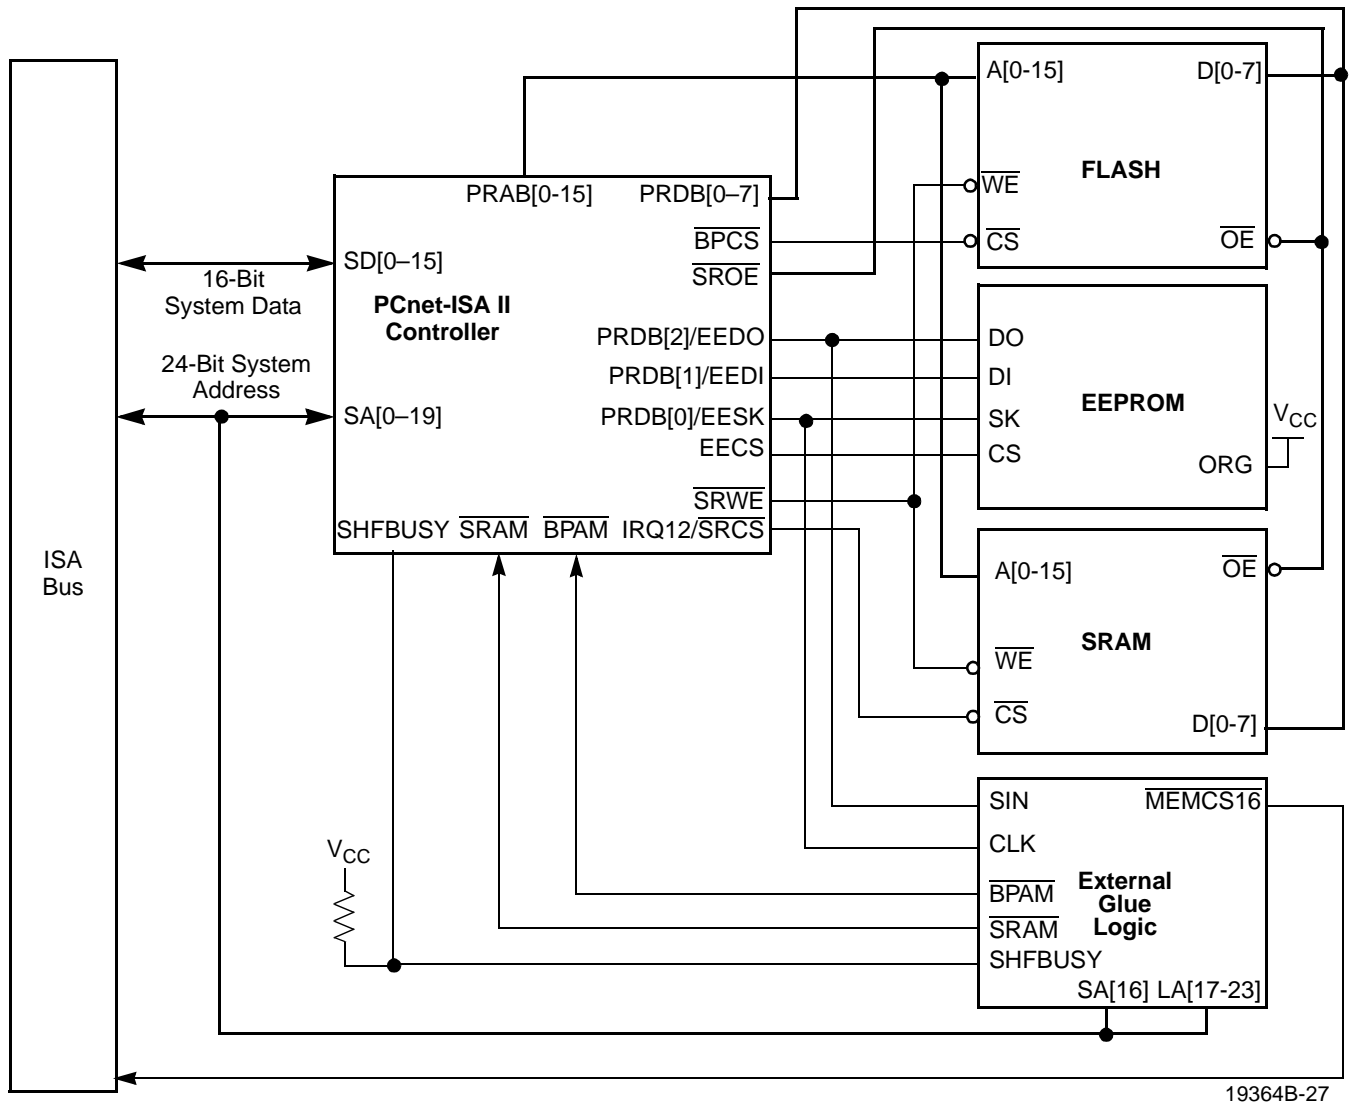 ISA
Bus
16-Bit
System Data
24-Bit System
Address
PRAB[0-15]
PRDB[0–7]
SD[0–15]
PCnet-ISA II
Controller
SA[0–19]
BPCS
SROE
PRDB[2]/EEDO
PRDB[1]/EEDI
PRDB[0]/EESK
EECS
SRWE
SHFBUSY
SRAM
BPAM
IRQ12/SRCS
A[0-15]
D[0-7]
FLASH
WE
CS
OE
DO
DI
EEPROM
SK
CS
ORG
VCC
A[0-15]
OE
SRAM
WE
CS
D[0-7]
SIN
MEMCS16
CLK
BPAM
External
Glue
Logic
SRAM
SHFBUSY
SA[16]
LA[17-23]
VCC
19364B-27